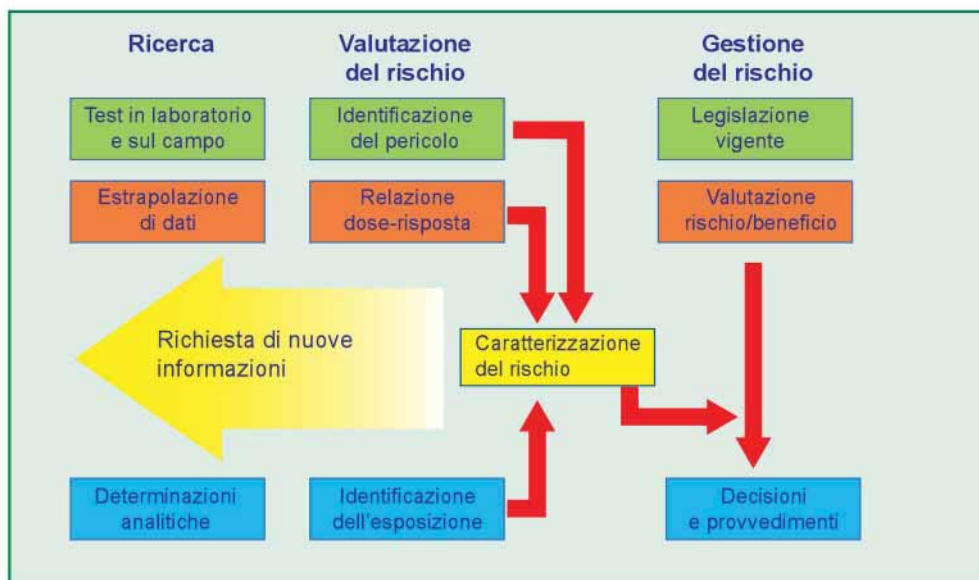 Ricerca
Valutazione
del rischio
Gestione
del rischio
Test in laboratorio
e sul campo
Identificazione
del pericolo
Legislazione
vigente
Estrapolazione
di dati
Relazione
dose-risposta
Valutazione
rischio/beneficio
Richiesta di nuove
informazioni
Caratterizzazione
del rischio
Determinazioni
analitiche
Identificazione
dell'esposizione
Decisioni
e provvedimenti